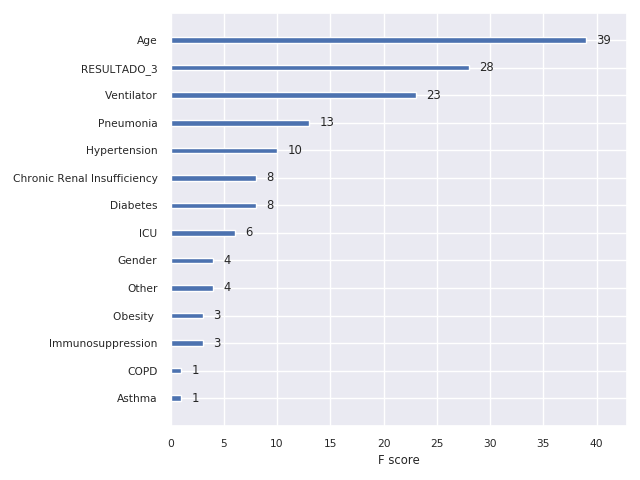 Age 39
RESULTADO_3 28
Ventilator 23
Pneumonia 13
Hypertension 10
Chronic Renal Insufficiency 8
Diabetes 8
ICU 6
Gender 4
Other 4
Obesity 3
Immunosuppression 3
COPD 1
Asthma 1
0 5 10 15 20 25 30 35 40
F score